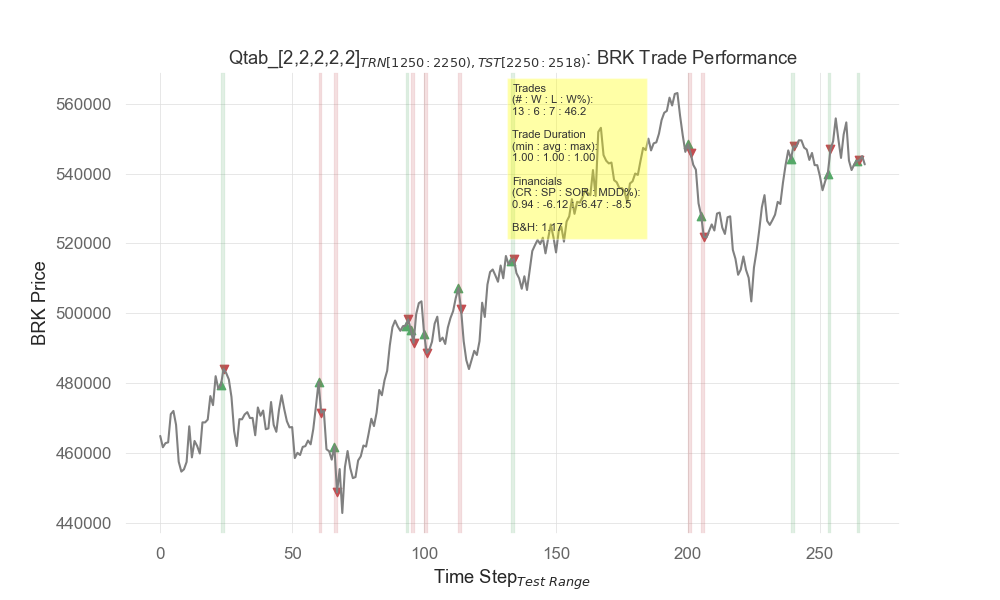 Qtab_[2,2,2,2,2]TRN[1250:2250),TST[2250:2518): BRK Trade Performance
Trades
(# : W : L : W%):
13 : 6 : 7 : 46.2
Trade Duration
(min : avg : max):
1.00 : 1.00 : 1.00
Financials
(CR : SP : SOR : MDD%):
0.94 : -6.12 : -6.47 : -8.5
B&H: 1.17
BRK Price
560000
540000
520000
500000
480000
460000
440000
0 50 100 150 200 250
Time Step Test Range